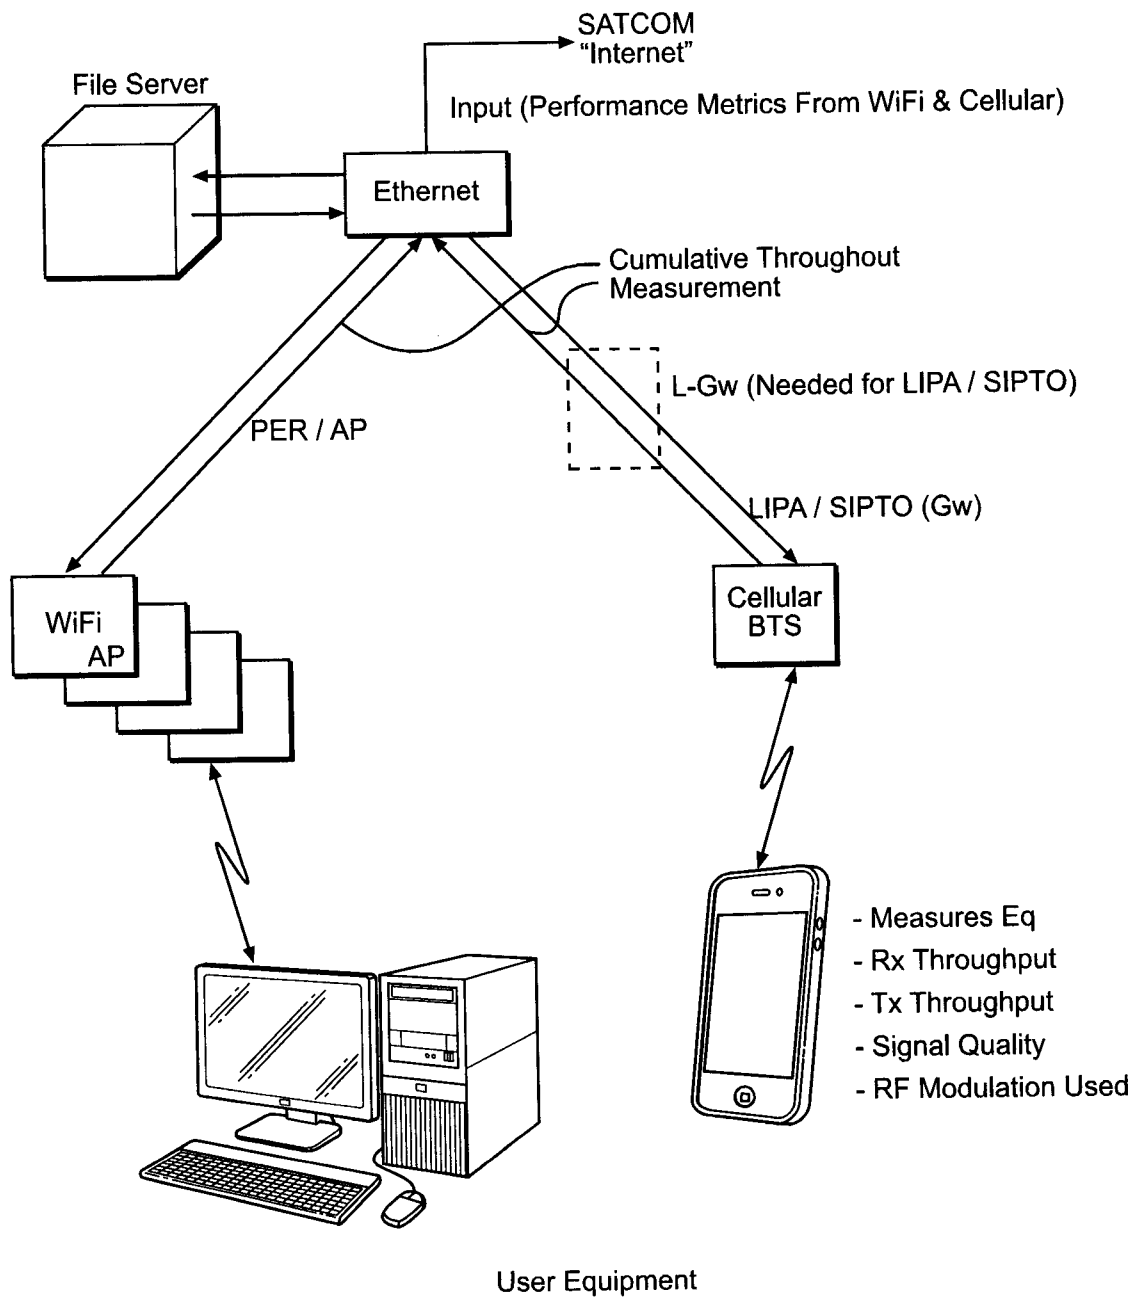 SATCOM
“Internet”
File Server
Input (Performance Metrics From WiFi & Cellular)
Ethernet
Cumulative Throughout
Measurement
L-Gw (Needed for LIPA / SIPTO)
PER / AP
LIPA / SIPTO (Gw)
WiFi
AP
Cellular
BTS
- Measures Eq
- Rx Throughput
- Tx Throughput
- Signal Quality
- RF Modulation Used
User Equipment